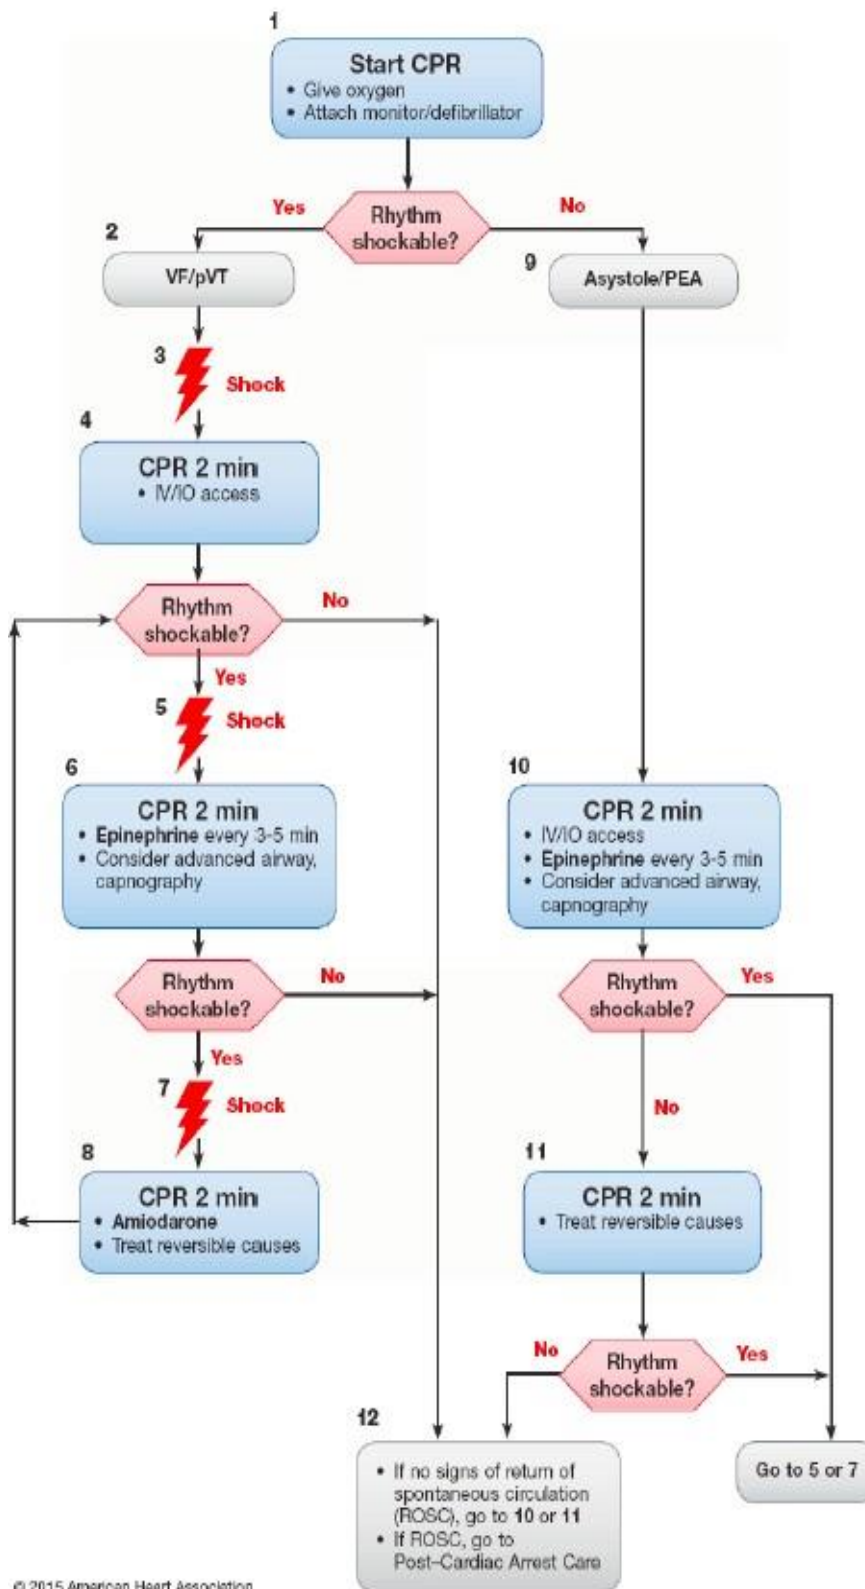 1
Start CPR
• Give oxygen
• Attach monitor/defibrillator
Rhythm
shockable?
Yes
No
2
VF/pVT
9
Asystole/PEA
3
Shock
4
CPR 2 min
• IV/IO access
Rhythm
shockable?
No
Yes
5
Shock
6
CPR 2 min
• Epinephrine every 3-5 min
• Consider advanced airway,
capnography
Rhythm
shockable?
No
Yes
7
Shock
8
CPR 2 min
• Amiodarone
• Treat reversible causes
10
CPR 2 min
• IV/IO access
• Epinephrine every 3-5 min
• Consider advanced airway,
capnography
Rhythm
shockable?
Yes
No
11
CPR 2 min
• Treat reversible causes
Rhythm
shockable?
No
Yes
12
• If no signs of return of
spontaneous circulation
(ROSC), go to 10 or 11
• If ROSC, go to
Post–Cardiac Arrest Care
Go to 5 or 7
© 2015 American Heart Association